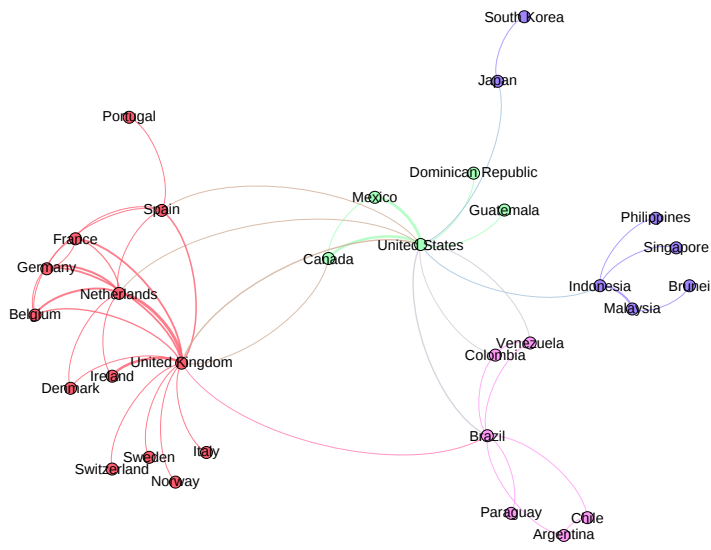 South Korea
Japan
Portugal
Dominican Republic
Mexico
Spain
Guatemala
Philippines
France
United States
Singapore
Canada
Germany
Indonesia
Brunei
Netherlands
Malaysia
Belgium
Venezuela
Colombia
United Kingdom
Ireland
Denmark
Brazil
Italy
Sweden
Switzerland
Norway
Paraguay
Chile
Argentina